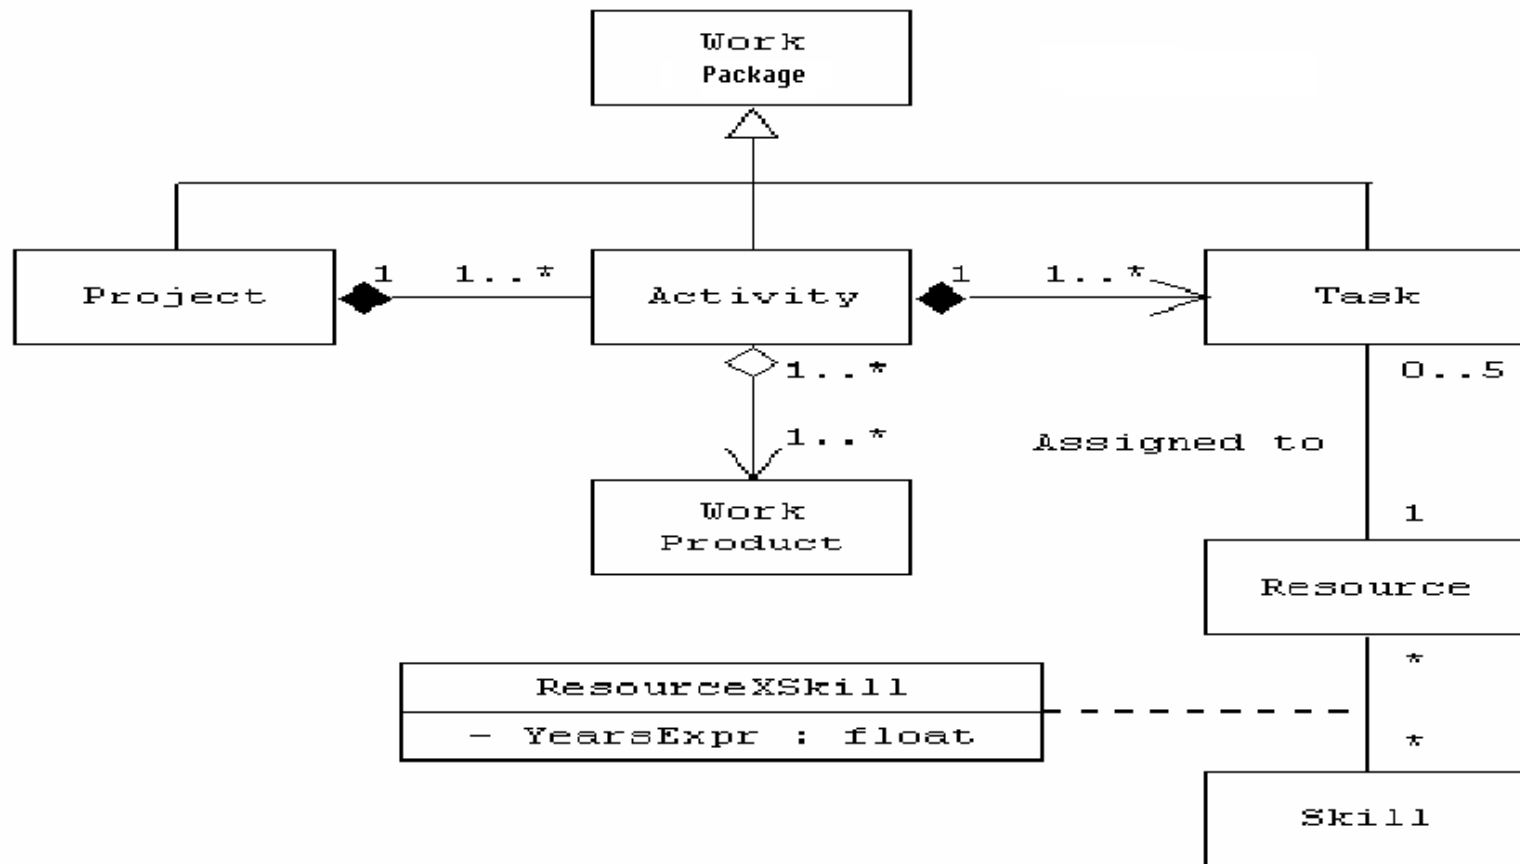 Work
Package
Project
1
1..*
Activity
1
1..*
Task
1..*
0..5
1..*
Assigned to
Work
Product
1
Resource
*
ResourceXSkill
- YearsExpr : float
*
Skill